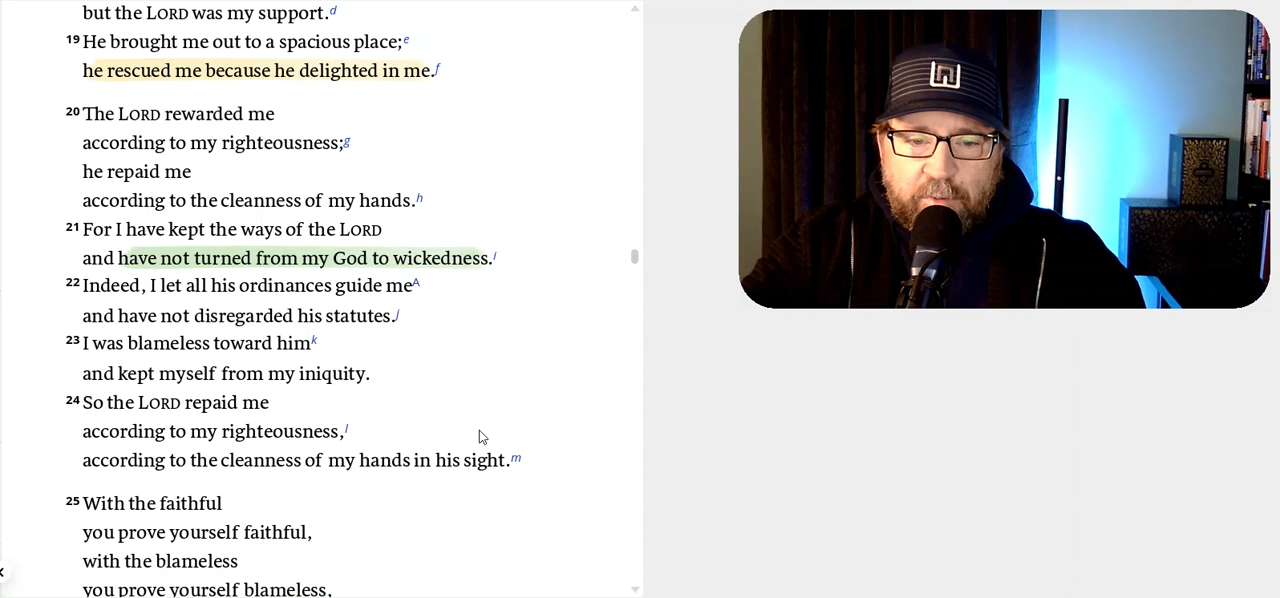 but the LORD was my support.d
19 He brought me out to a spacious place;e
he rescued me because he delighted in me.f
20 The LORD rewarded me
according to my righteousness;g
he repaid me
according to the cleanness of my hands.h
21 For I have kept the ways of the LORD
and have not turned from my God to wickedness.i
22 Indeed, I let all his ordinances guide meA
and have not disregarded his statutes.j
23 I was blameless toward himk
and kept myself from my iniquity.
24 So the LORD repaid me
according to my righteousness,l
according to the cleanness of my hands in his sight.m
25 With the faithful
you prove yourself faithful,
with the blameless
you prove yourself blameless,